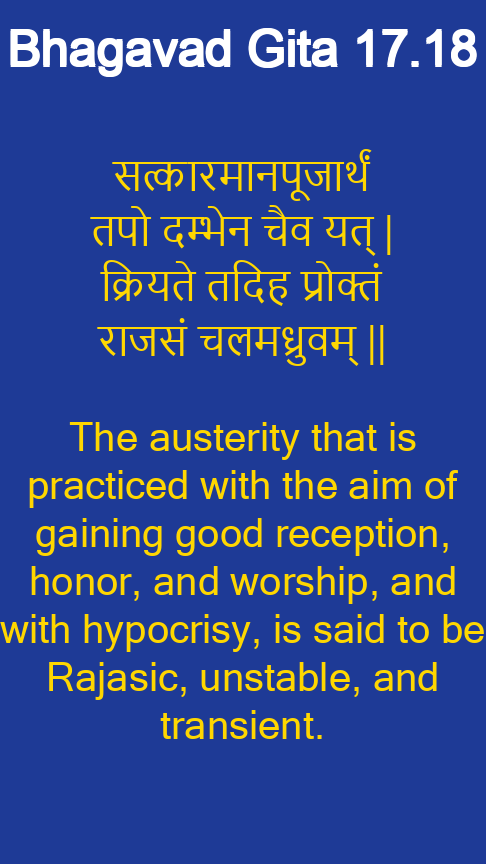 Bhagavad Gita 17.18
सत्कारमानपूजार्थं
तपो दम्भेन चैव यत् |
क्रियते तदिह प्रोक्तं
राजसं चलमध्रुवम् ||
The austerity that is
practiced with the aim of
gaining good reception,
honor, and worship, and
with hypocrisy, is said to be
Rajasic, unstable, and
transient.